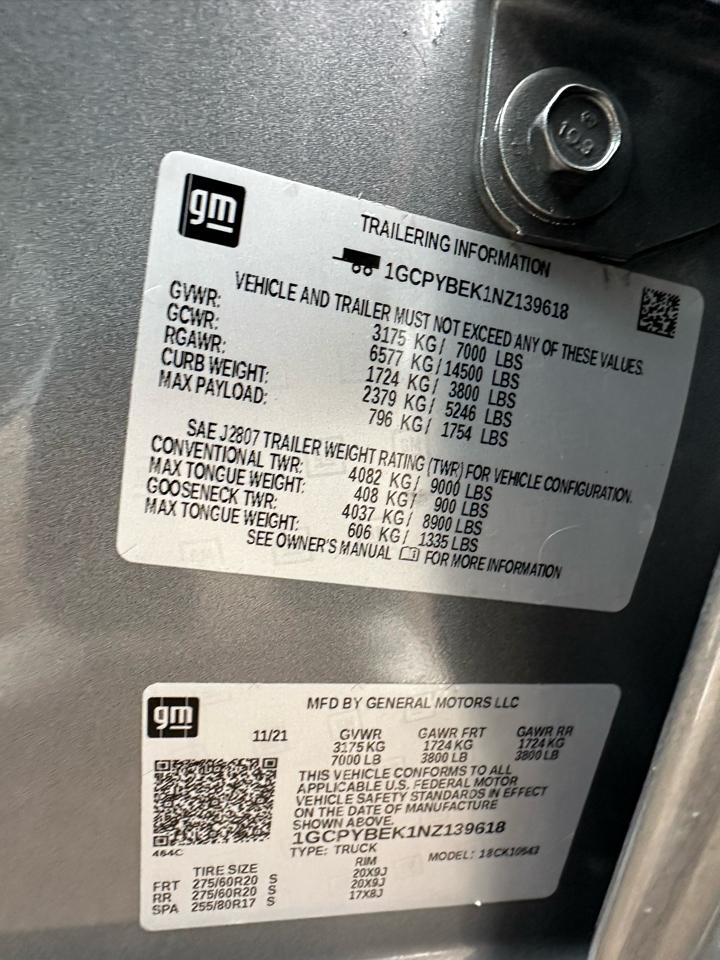 10.9
gm
TRAILERING INFORMATION
1GCPYBEK1NZ139618
VEHICLE AND TRAILER MUST NOT EXCEED ANY OF THESE VALUES.
GVWR: 3175 KG/ 7000 LBS
GCWR: 6577 KG/14500 LBS
RGAWR: 1724 KG/ 3800 LBS
CURB WEIGHT: 2379 KG/ 5246 LBS
MAX PAYLOAD: 796 KG/ 1754 LBS
SAE J2807 TRAILER WEIGHT RATING (TWR) FOR VEHICLE CONFIGURATION.
CONVENTIONAL TWR: 4082 KG/ 9000 LBS
MAX TONGUE WEIGHT: 408 KG/ 900 LBS
GOOSENECK TWR: 4037 KG/ 8900 LBS
MAX TONGUE WEIGHT: 606 KG/ 1335 LBS
SEE OWNER'S MANUAL FOR MORE INFORMATION
gm
MFD BY GENERAL MOTORS LLC
11/21 GVWR GAWR FRT GAWR RR
3175 KG 1724 KG 1724 KG
7000 LB 3800 LB 3800 LB
THIS VEHICLE CONFORMS TO ALL
APPLICABLE U.S. FEDERAL MOTOR
VEHICLE SAFETY STANDARDS IN EFFECT
ON THE DATE OF MANUFACTURE
SHOWN ABOVE.
1GCPYBEK1NZ139618
464C
TYPE: TRUCK MODEL: 18CK10543
TIRE SIZE RIM
FRT 275/60R20 S 20X9J
RR 275/60R20 S 20X9J
SPA 255/80R17 S 17X8J